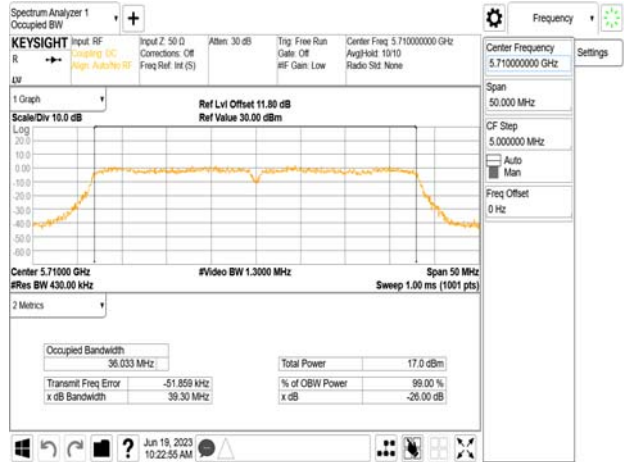 Spectrum Analyzer 1
Occupied BW
+
Frequency
KEYSIGHT
R
LXI
Input: RF
Coupling: DC
Align: Auto/No RF
Input Z: 50 Ω
Corrections: Off
Freq Ref: Int (S)
Atten: 30 dB
Trig: Free Run
Gate: Off
#IF Gain: Low
Center Freq: 5.710000000 GHz
Avg|Hold: 10/10
Radio Std: None
Center Frequency
5.710000000 GHz
Settings
Span
50.000 MHz
CF Step
5.000000 MHz
Auto
Man
Freq Offset
0 Hz
1 Graph
Scale/Div 10.0 dB
Ref Lvl Offset 11.80 dB
Ref Value 30.00 dBm
Log
20.0
10.0
0.00
-10.0
-20.0
-30.0
-40.0
-50.0
-60.0
Center 5.71000 GHz
#Res BW 430.00 kHz
#Video BW 1.3000 MHz
Span 50 MHz
Sweep 1.00 ms (1001 pts)
2 Metrics
Occupied Bandwidth
36.033 MHz
Total Power 17.0 dBm
Transmit Freq Error -51.859 kHz
% of OBW Power 99.00 %
x dB Bandwidth 39.30 MHz
x dB -26.00 dB
?
Jun 19, 2023
10:22:55 AM